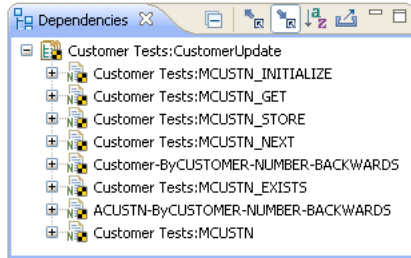 Dependencies
Customer Tests:CustomerUpdate
Customer Tests:MCUSTN_INITIALIZE
Customer Tests:MCUSTN_GET
Customer Tests:MCUSTN_STORE
Customer Tests:MCUSTN_NEXT
Customer-ByCUSTOMER-NUMBER-BACKWARDS
Customer Tests:MCUSTN_EXISTS
ACUSTN-ByCUSTOMER-NUMBER-BACKWARDS
Customer Tests:MCUSTN